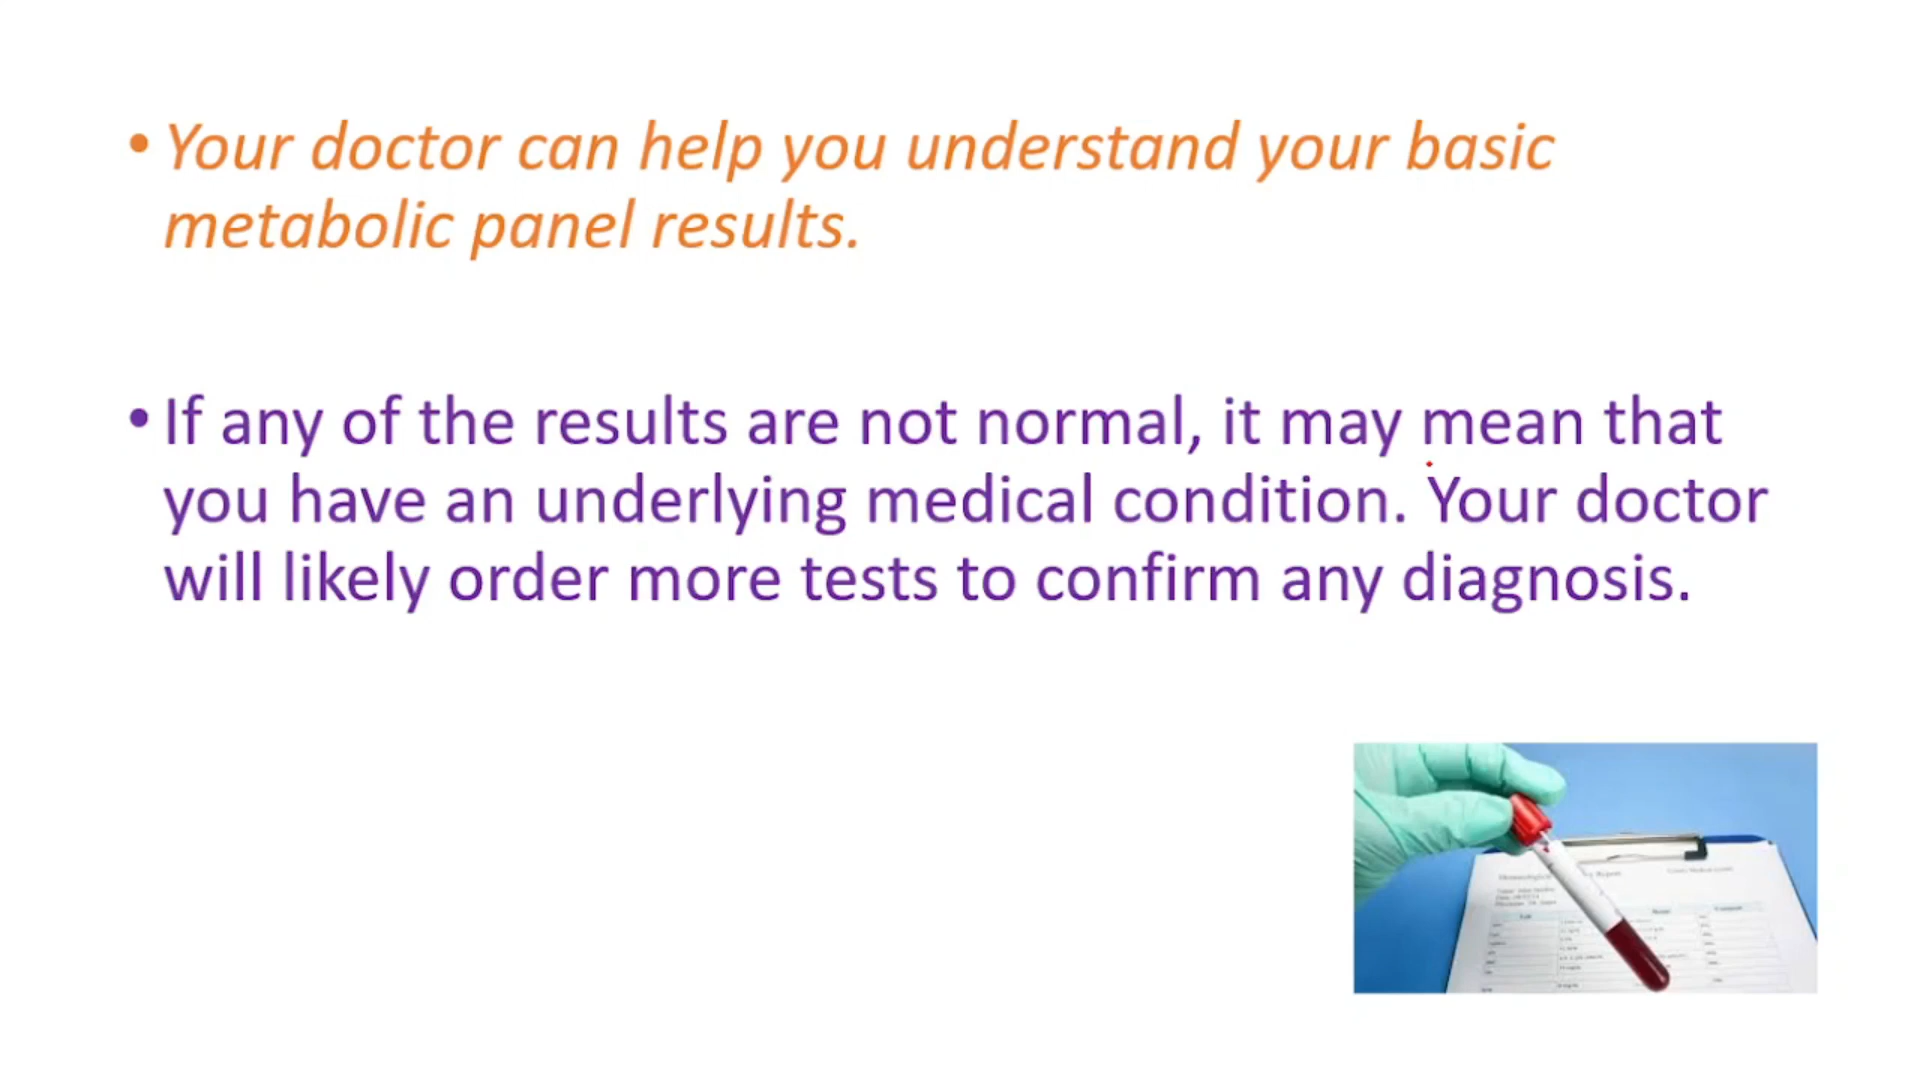 • Your doctor can help you understand your basic
metabolic panel results.
• If any of the results are not normal, it may mean that
you have an underlying medical condition. Your doctor
will likely order more tests to confirm any diagnosis.